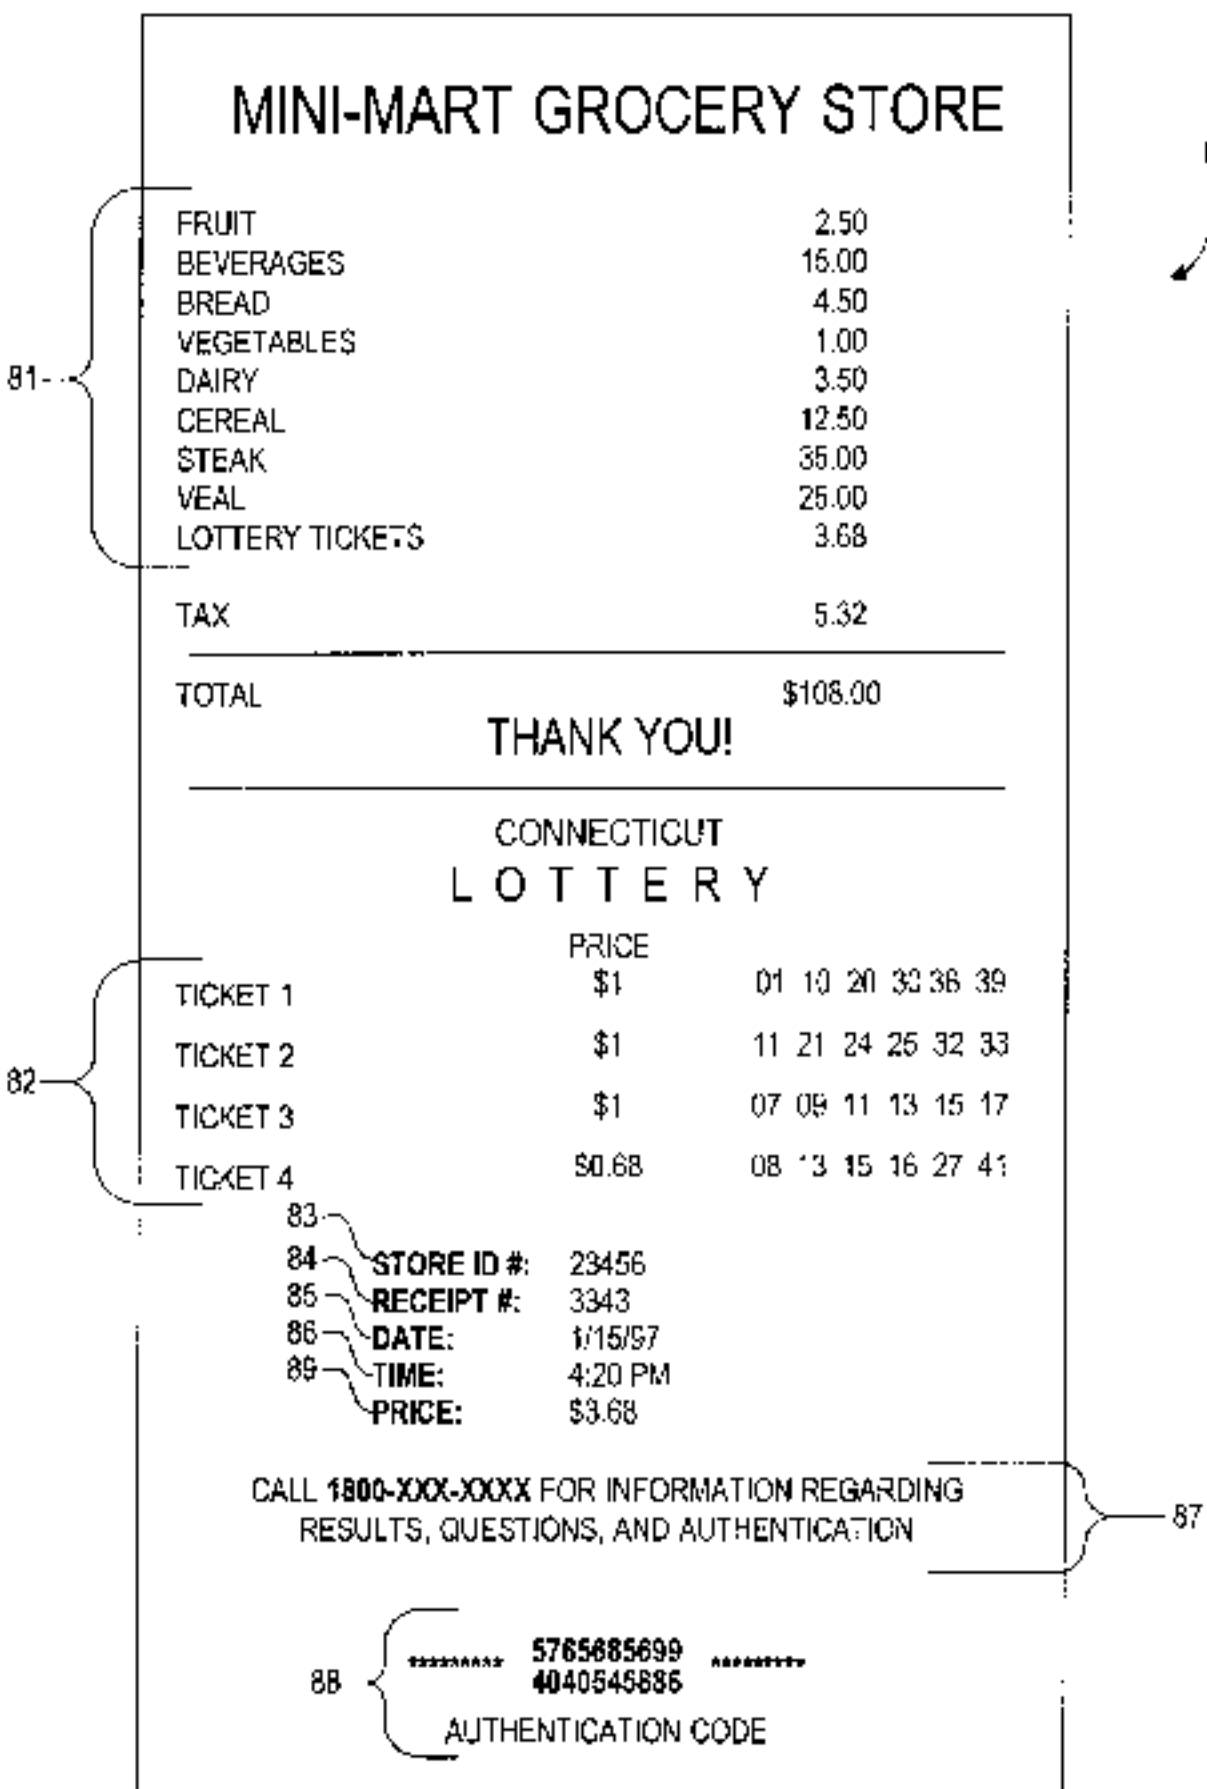 MINI-MART GROCERY STORE
FRUIT 2.50
BEVERAGES 15.00
BREAD 4.50
VEGETABLES 1.00
81 DAIRY 3.50
CEREAL 12.50
STEAK 35.00
VEAL 25.00
LOTTERY TICKETS 3.68
TAX 5.32
TOTAL $108.00
THANK YOU!
CONNECTICUT
LOTTERY
PRICE
TICKET 1 $1 01 10 20 30 36 39
TICKET 2 $1 11 21 24 25 32 33
82
TICKET 3 $1 07 09 11 13 15 17
TICKET 4 $0.68 08 13 15 16 27 41
83 STORE ID #: 23456
84 RECEIPT #: 3343
85 DATE: 1/15/97
86 TIME: 4:20 PM
89 PRICE: $3.68
CALL 1800-XXX-XXXX FOR INFORMATION REGARDING
RESULTS, QUESTIONS, AND AUTHENTICATION
87
********* 5765685699 *********
88 4040545686
AUTHENTICATION CODE